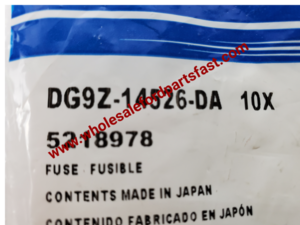 DG9Z-14526-DA 10X
5218978
FUSE FUSIBLE
CONTENTS MADE IN JAPAN
CONTENIDO FABRICADO EN JAPÓN
www.wholesalefordpartsfast.com